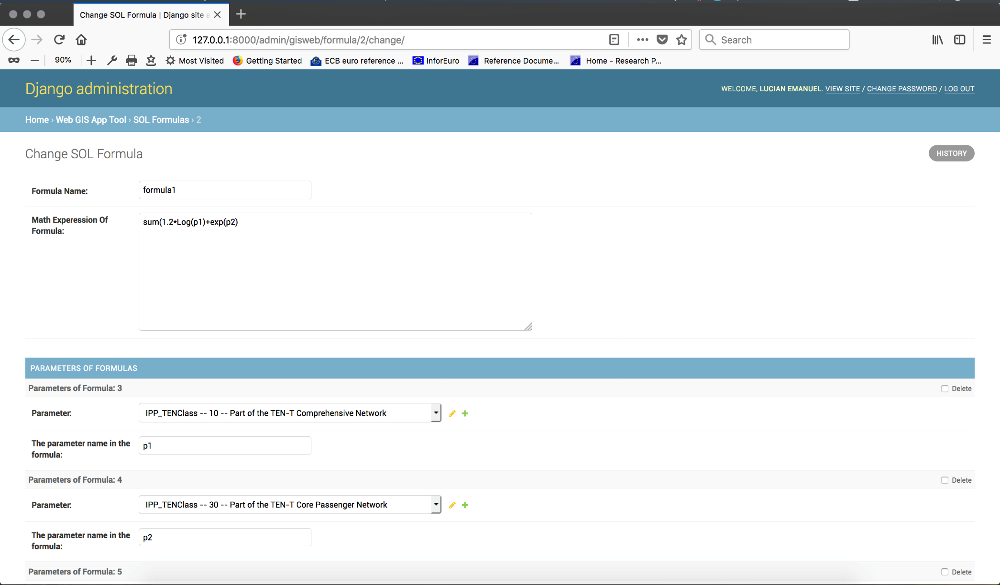 Change SOL Formula | Django site a
127.0.0.1:8000/admin/gisweb/formula/2/change/
Search
90%
Most Visited
Getting Started
ECB euro reference ...
InforEuro
Reference Docume...
Home - Research P...
Django administration
WELCOME, LUCIAN EMANUEL. VIEW SITE / CHANGE PASSWORD / LOG OUT
Home › Web GIS App Tool › SOL Formulas › 2
Change SOL Formula
HISTORY
Formula Name:
formula1
Math Experession Of
Formula:
sum(1.2*Log(p1)+exp(p2)
PARAMETERS OF FORMULAS
Parameters of Formula: 3
Delete
Parameter:
IPP_TENClass -- 10 -- Part of the TEN-T Comprehensive Network
The parameter name in the
formula:
p1
Parameters of Formula: 4
Delete
Parameter:
IPP_TENClass -- 30 -- Part of the TEN-T Core Passenger Network
The parameter name in the
formula:
p2
Parameters of Formula: 5
Delete